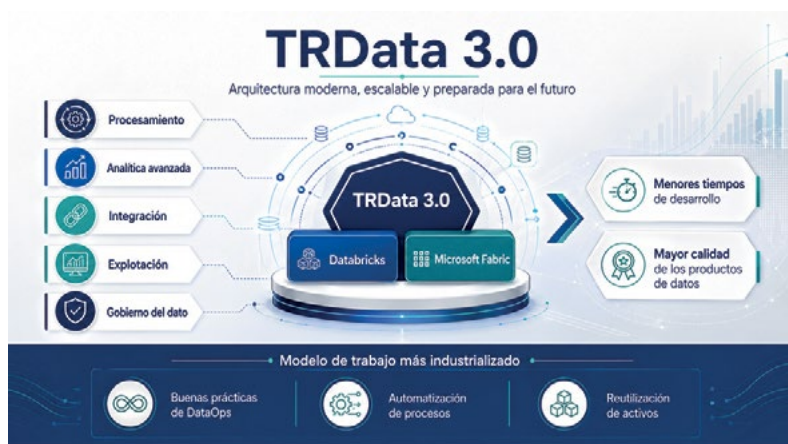 TRData 3.0
Arquitectura moderna, escalable y preparada para el futuro
Procesamiento
Analítica avanzada
Integración
Explotación
Gobierno del dato
TRData 3.0
Databricks
Microsoft Fabric
Menores tiempos
de desarrollo
Mayor calidad
de los productos
de datos
Modelo de trabajo más industrializado
Buenas prácticas
de DataOps
Automatización
de procesos
Reutilización
de activos